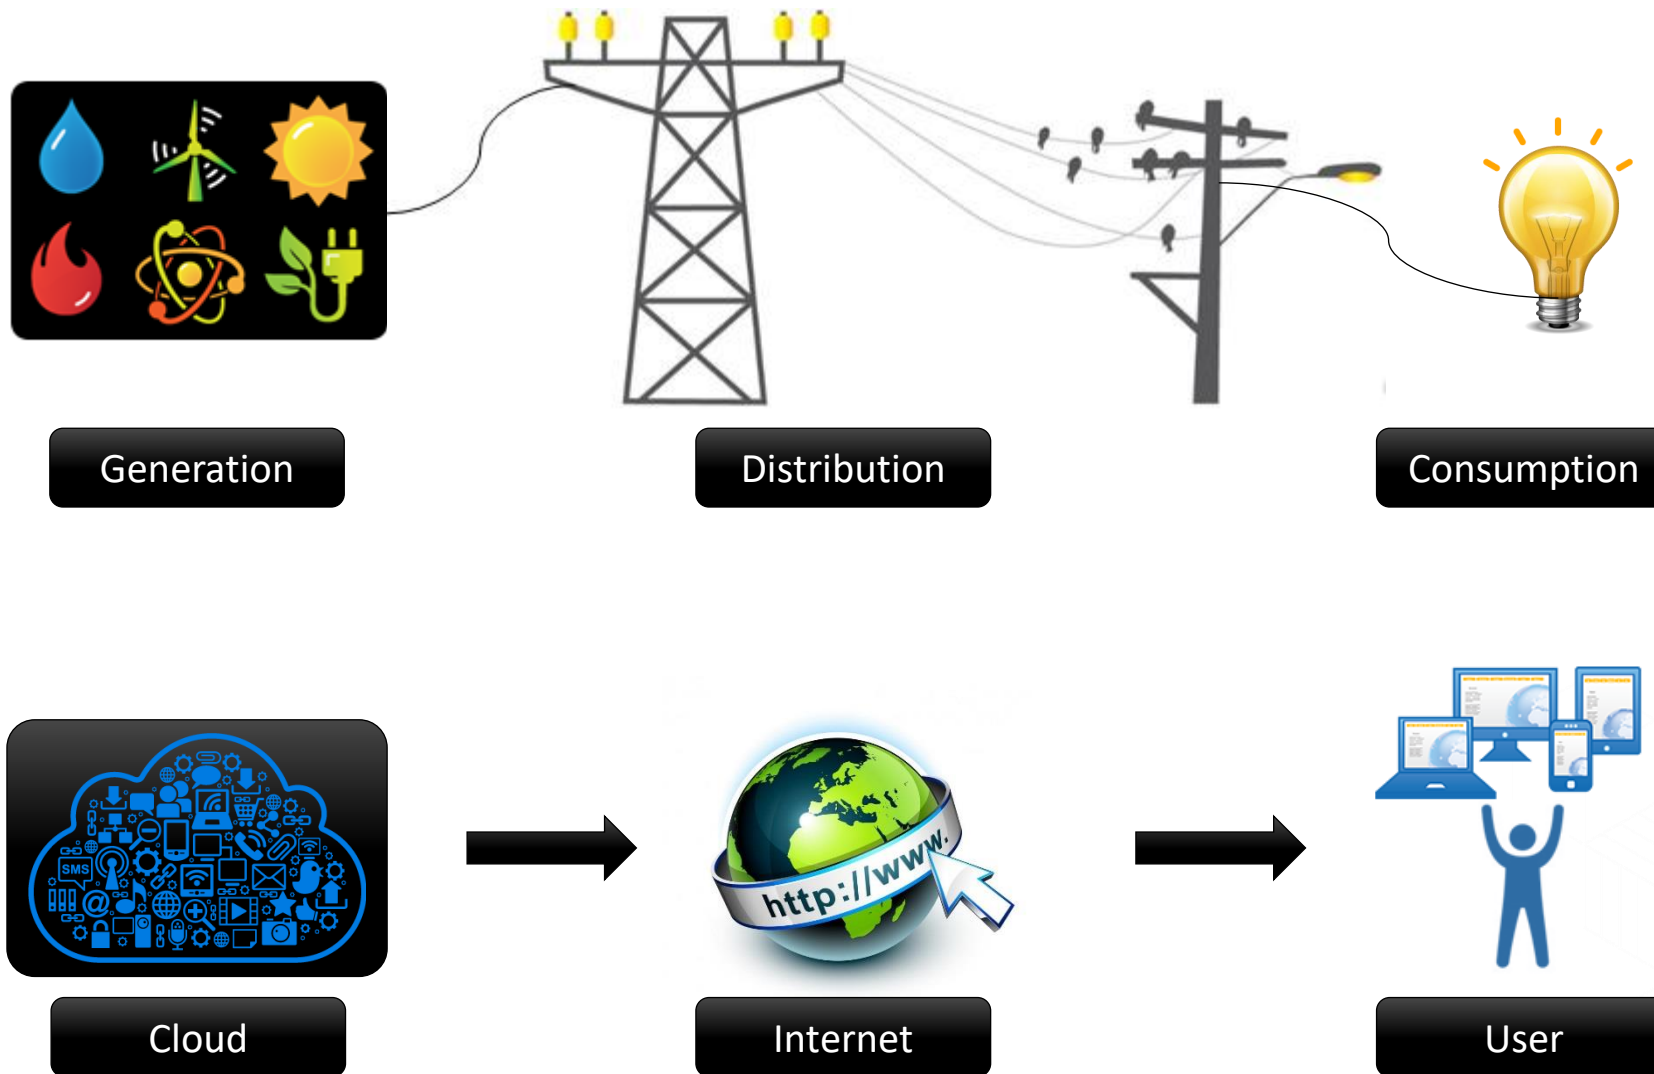 Generation
Distribution
Consumption
SMS
@
http://www.
Cloud
Internet
User